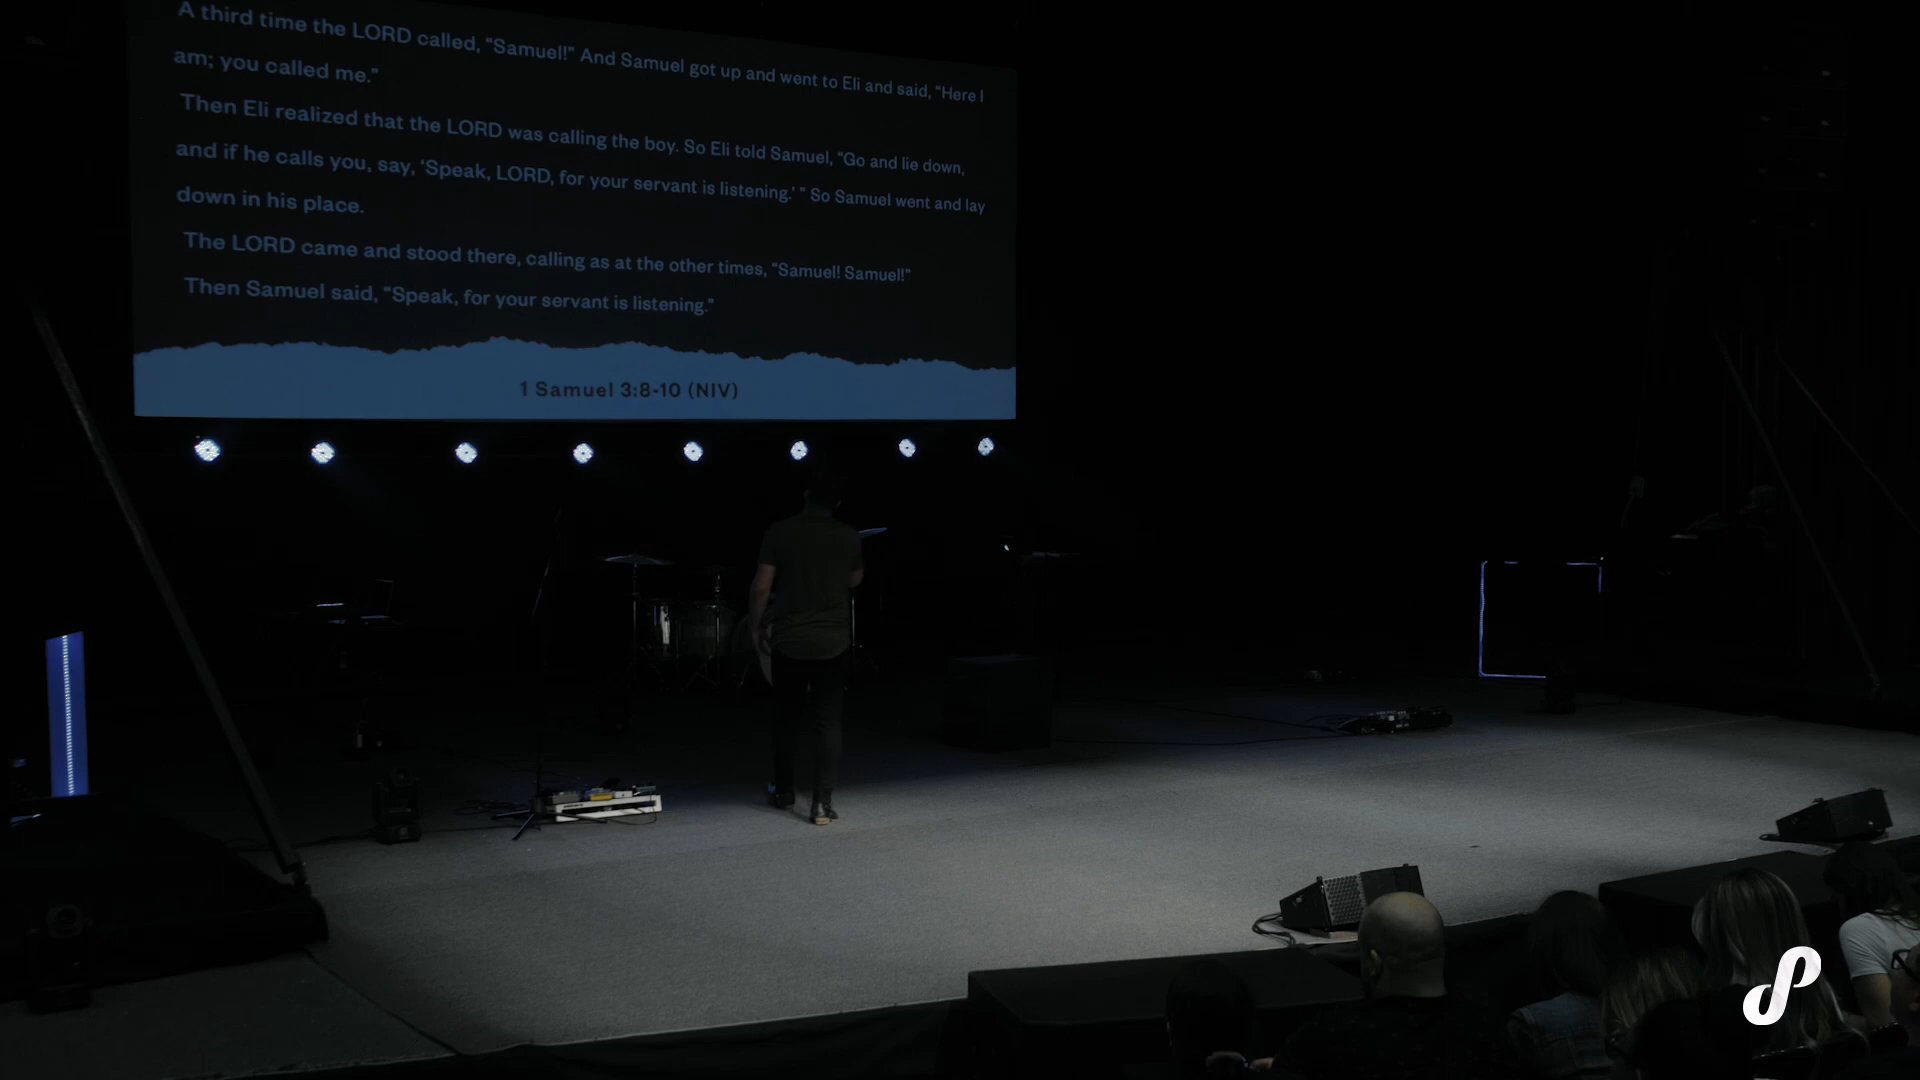 A third time the LORD called, “Samuel!” And Samuel got up and went to Eli and said, “Here I
am; you called me.”
Then Eli realized that the LORD was calling the boy. So Eli told Samuel, “Go and lie down,
and if he calls you, say, ‘Speak, LORD, for your servant is listening.’ ” So Samuel went and lay
down in his place.
The LORD came and stood there, calling as at the other times, “Samuel! Samuel!”
Then Samuel said, “Speak, for your servant is listening.”
1 Samuel 3:8-10 (NIV)